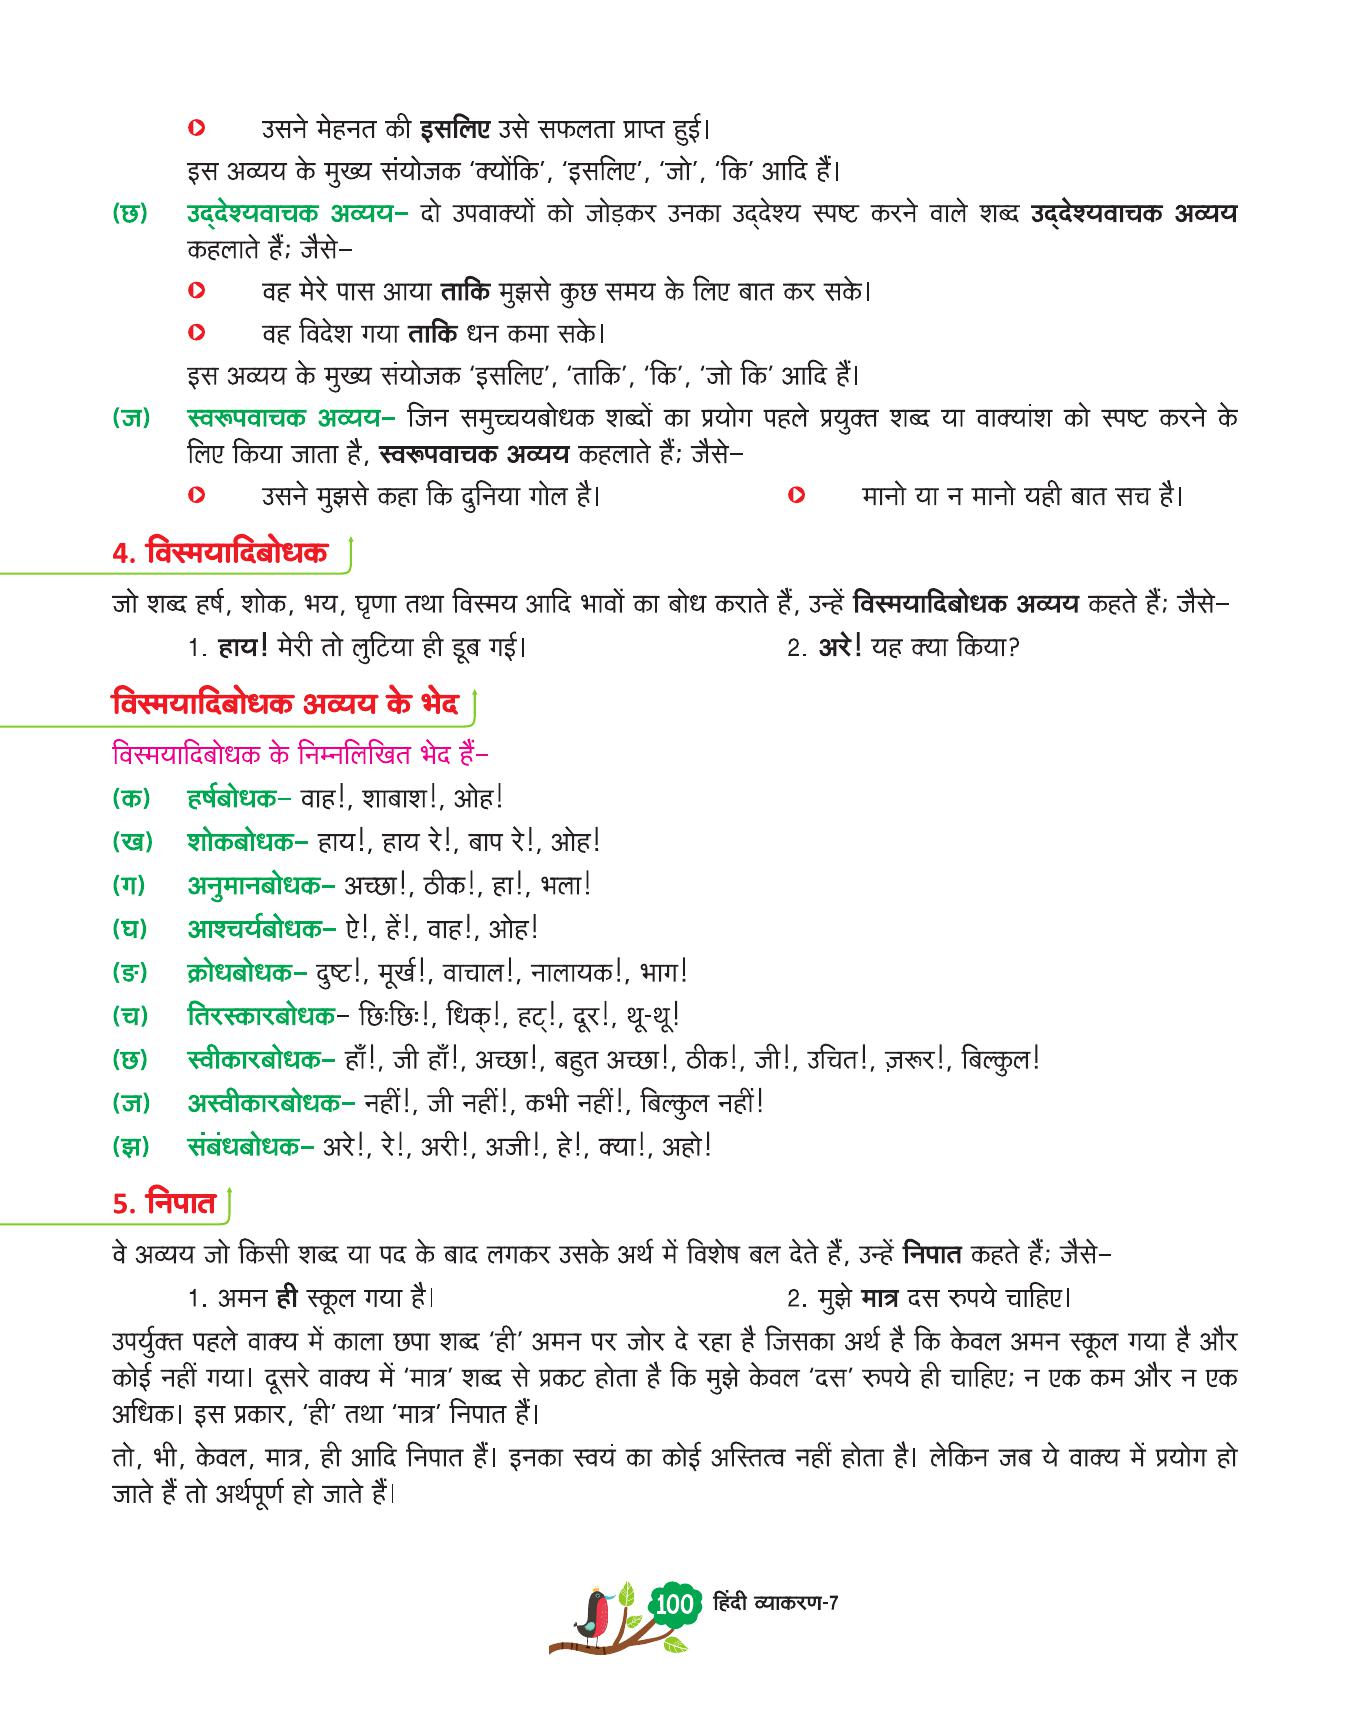 उसने मेहनत की इसलिए उसे सफलता प्राप्त हुई।
इस अव्यय के मुख्य संयोजक ‘क्योंकि’, ‘इसलिए’, ‘जो’, ‘कि’ आदि हैं।
(छ) उद्‌देश्यवाचक अव्यय– दो उपवाक्यों को जोड़कर उनका उद्‌देश्य स्पष्ट करने वाले शब्द उद्‌देश्यवाचक अव्यय
कहलाते हैं; जैसे–
वह मेरे पास आया ताकि मुझसे कुछ समय के लिए बात कर सके।
वह विदेश गया ताकि धन कमा सके।
इस अव्यय के मुख्य संयोजक ‘इसलिए’, ‘ताकि’, ‘कि’, ‘जो कि’ आदि हैं।
(ज) स्वरूपवाचक अव्यय– जिन समुच्चयबोधक शब्दों का प्रयोग पहले प्रयुक्त शब्द या वाक्यांश को स्पष्ट करने के
लिए किया जाता है, स्वरूपवाचक अव्यय कहलाते हैं; जैसे–
उसने मुझसे कहा कि दुनिया गोल है। मानो या न मानो यही बात सच है।
4. विस्मयादिबोधक
जो शब्द हर्ष, शोक, भय, घृणा तथा विस्मय आदि भावों का बोध कराते हैं, उन्हें विस्मयादिबोधक अव्यय कहते हैं; जैसे–
1. हाय! मेरी तो लुटिया ही डूब गई। 2. अरे! यह क्या किया?
विस्मयादिबोधक अव्यय के भेद
विस्मयादिबोधक के निम्नलिखित भेद हैं–
(क) हर्षबोधक– वाह!, शाबाश!, ओह!
(ख) शोकबोधक– हाय!, हाय रे!, बाप रे!, ओह!
(ग) अनुमानबोधक– अच्छा!, ठीक!, हा!, भला!
(घ) आश्चर्यबोधक– ऐ!, हें!, वाह!, ओह!
(ङ) क्रोधबोधक– दुष्ट!, मूर्ख!, वाचाल!, नालायक!, भाग!
(च) तिरस्कारबोधक– छिःछिः!, धिक्!, हट्!, दूर!, थू-थू!
(छ) स्वीकारबोधक– हाँ!, जी हाँ!, अच्छा!, बहुत अच्छा!, ठीक!, जी!, उचित!, ज़रूर!, बिल्कुल!
(ज) अस्वीकारबोधक– नहीं!, जी नहीं!, कभी नहीं!, बिल्कुल नहीं!
(झ) संबंधबोधक– अरे!, रे!, अरी!, अजी!, हे!, क्या!, अहो!
5. निपात
वे अव्यय जो किसी शब्द या पद के बाद लगकर उसके अर्थ में विशेष बल देते हैं, उन्हें निपात कहते हैं; जैसे–
1. अमन ही स्कूल गया है। 2. मुझे मात्र दस रुपये चाहिए।
उपर्युक्त पहले वाक्य में काला छपा शब्द ‘ही’ अमन पर जोर दे रहा है जिसका अर्थ है कि केवल अमन स्कूल गया है और
कोई नहीं गया। दूसरे वाक्य में ‘मात्र’ शब्द से प्रकट होता है कि मुझे केवल ‘दस’ रुपये ही चाहिए; न एक कम और न एक
अधिक। इस प्रकार, ‘ही’ तथा ‘मात्र’ निपात हैं।
तो, भी, केवल, मात्र, ही आदि निपात हैं। इनका स्वयं का कोई अस्तित्व नहीं होता है। लेकिन जब ये वाक्य में प्रयोग हो
जाते हैं तो अर्थपूर्ण हो जाते हैं।
100 हिंदी व्याकरण-7